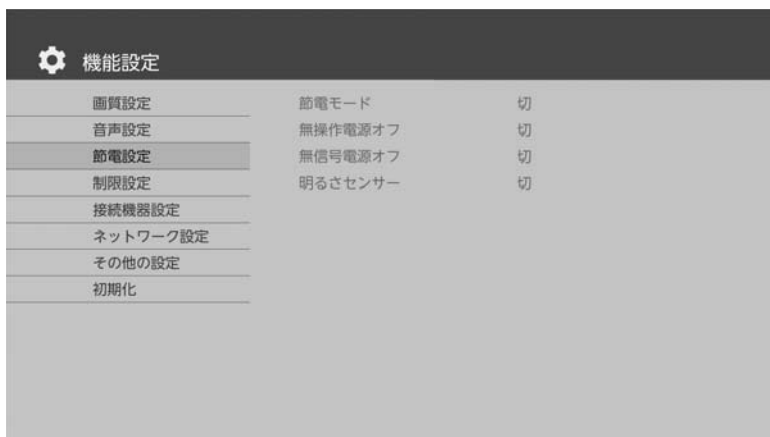 機能設定
画質設定
音声設定
節電設定
制限設定
接続機器設定
ネットワーク設定
その他の設定
初期化
節電モード 切
無操作電源オフ 切
無信号電源オフ 切
明るさセンサー 切